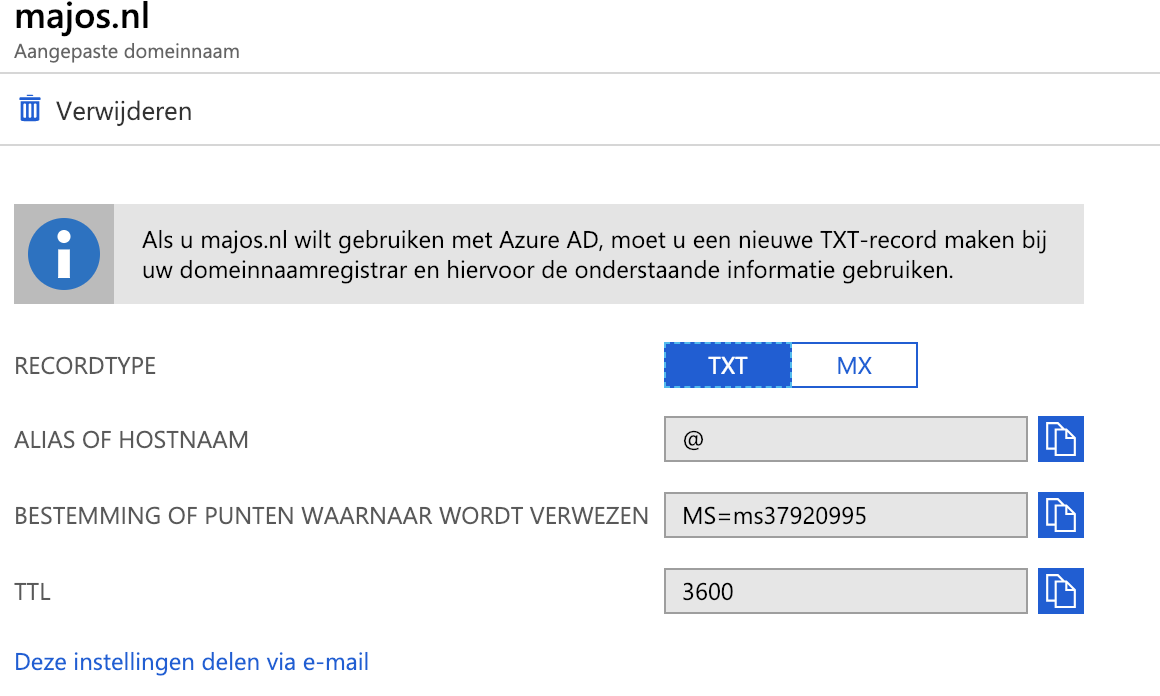 majos.nl
Aangepaste domeinnaam
Verwijderen
Als u majos.nl wilt gebruiken met Azure AD, moet u een nieuwe TXT-record maken bij
uw domeinnaamregistrar en hiervoor de onderstaande informatie gebruiken.
RECORDTYPE TXT MX
ALIAS OF HOSTNAAM @
BESTEMMING OF PUNTEN WAARNAAR WORDT VERWEZEN MS=ms37920995
TTL 3600
Deze instellingen delen via e-mail